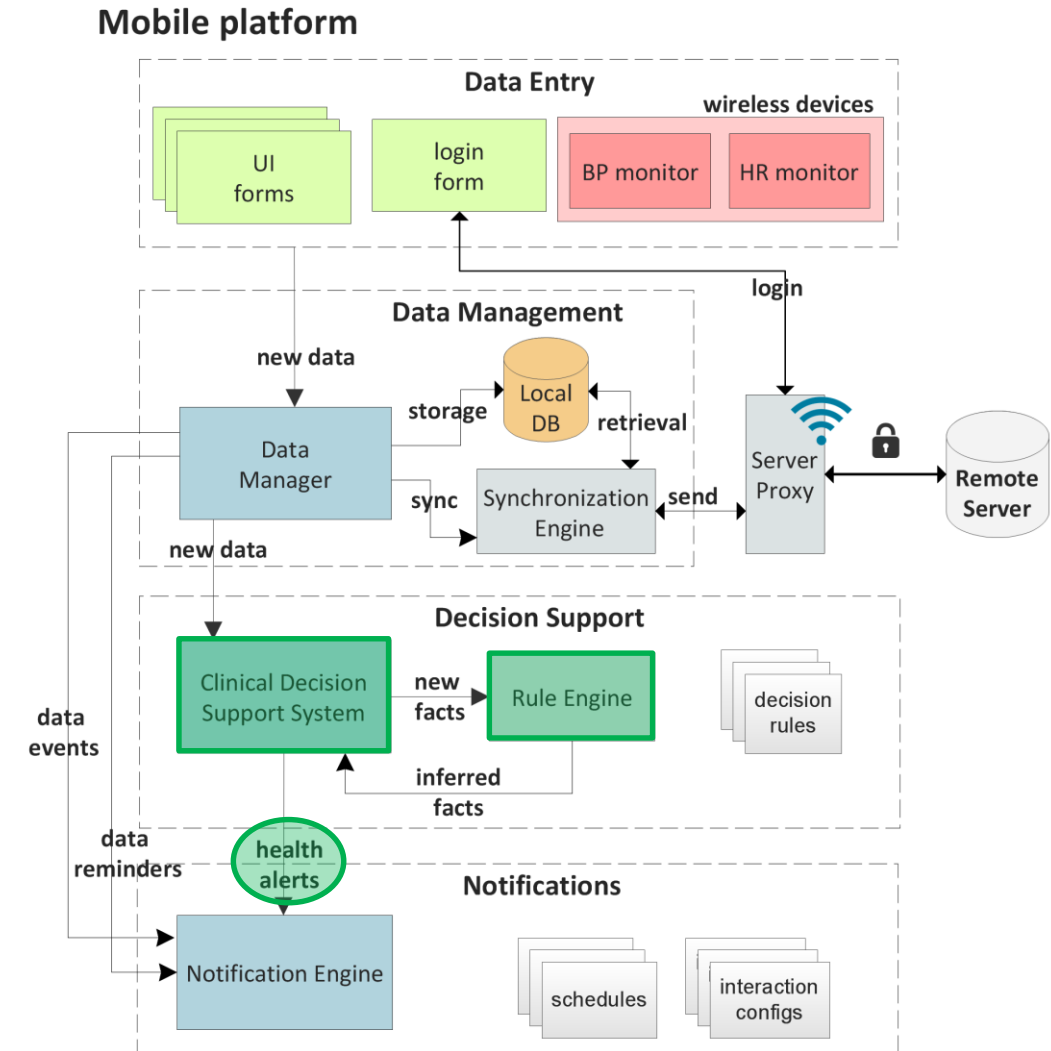 Mobile platform
Data Entry
wireless devices
UI
forms
login
form
BP monitor
HR monitor
login
Data Management
new data
storage
Local
DB
retrieval
Data
Manager
sync
Synchronization
Engine
send
Server
Proxy
Remote
Server
new data
Decision Support
Clinical Decision
Support System
new
facts
Rule Engine
decision
rules
inferred
facts
data
events
data
reminders
health
alerts
Notifications
Notification Engine
schedules
interaction
configs